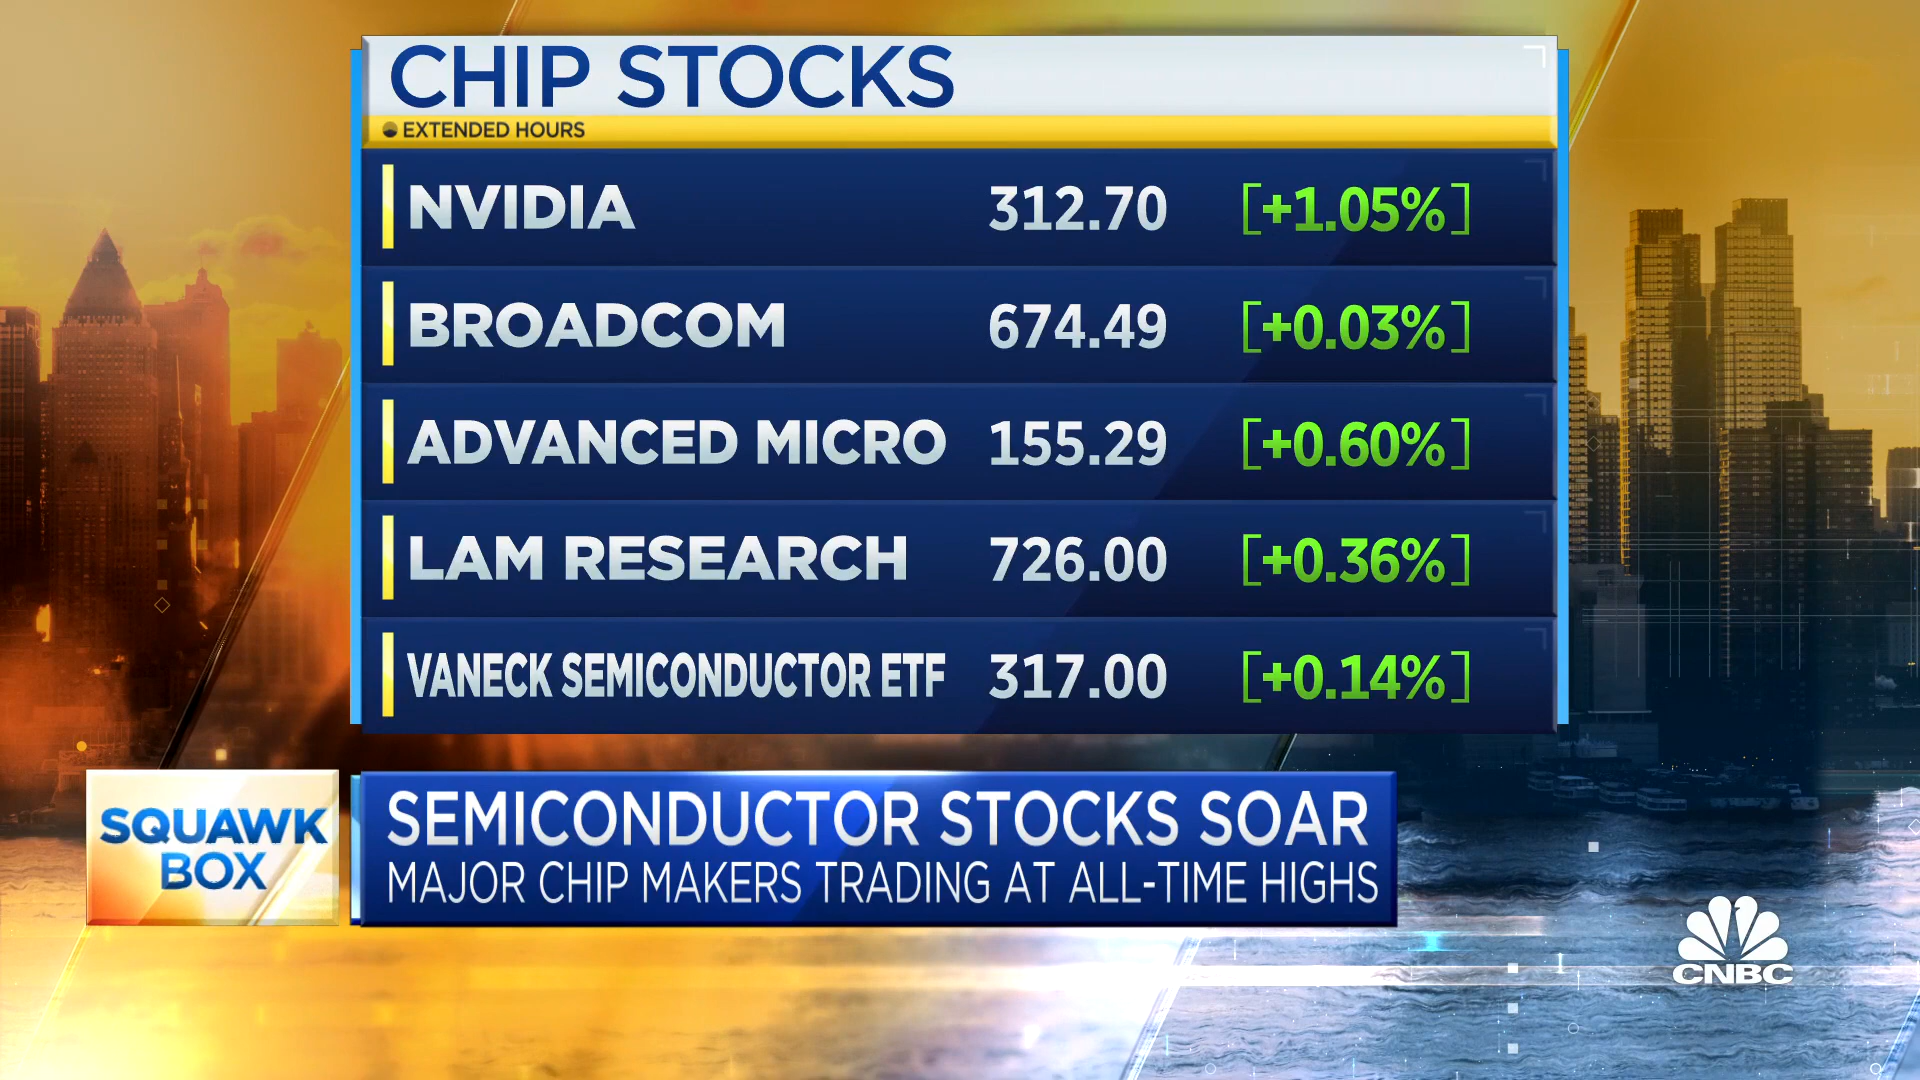 CHIP STOCKS
EXTENDED HOURS
NVIDIA 312.70 [+1.05%]
BROADCOM 674.49 [+0.03%]
ADVANCED MICRO 155.29 [+0.60%]
LAM RESEARCH 726.00 [+0.36%]
VANECK SEMICONDUCTOR ETF 317.00 [+0.14%]
SQUAWK
BOX
SEMICONDUCTOR STOCKS SOAR
MAJOR CHIP MAKERS TRADING AT ALL-TIME HIGHS
CNBC